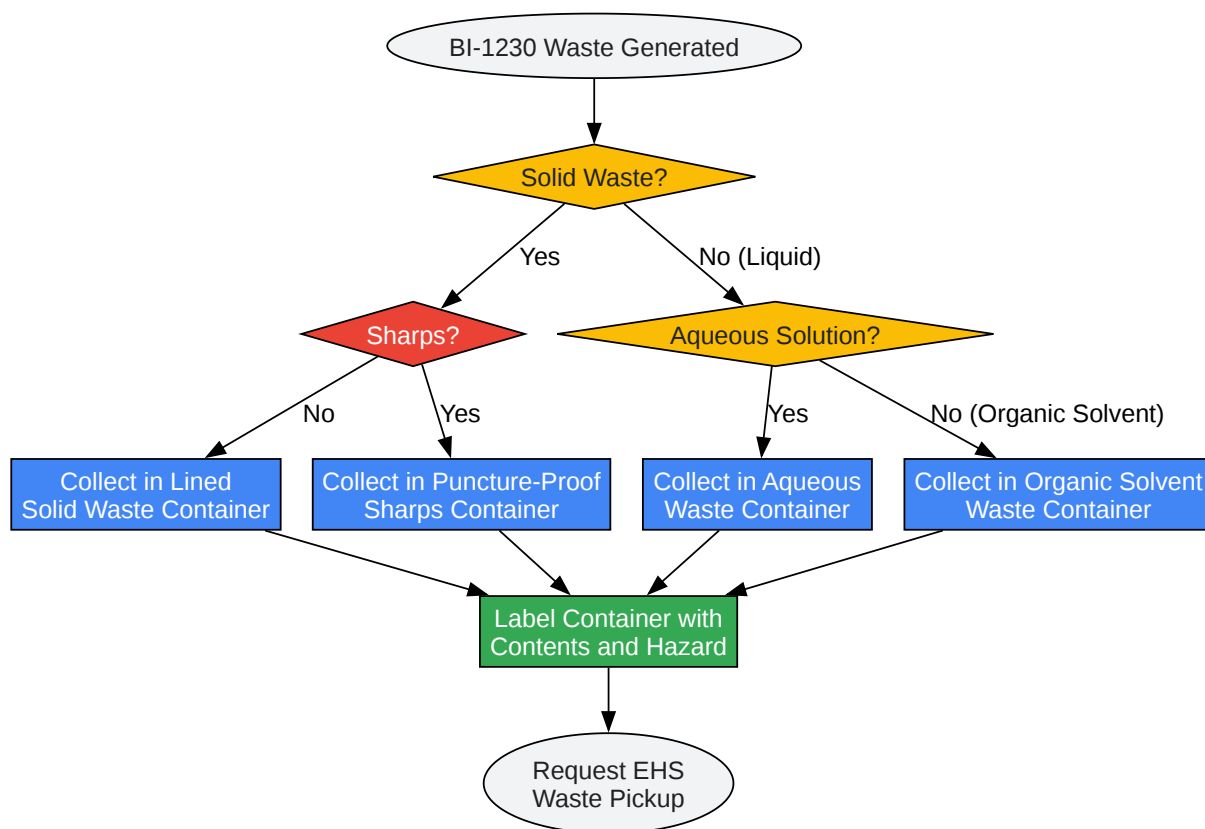 BI-1230 Waste Generated
Solid Waste?
Yes
No (Liquid)
Sharps?
Aqueous Solution?
No
Yes
Yes
No (Organic Solvent)
Collect in Lined
Solid Waste Container
Collect in Puncture-Proof
Sharps Container
Collect in Aqueous
Waste Container
Collect in Organic Solvent
Waste Container
Label Container with
Contents and Hazard
Request EHS
Waste Pickup